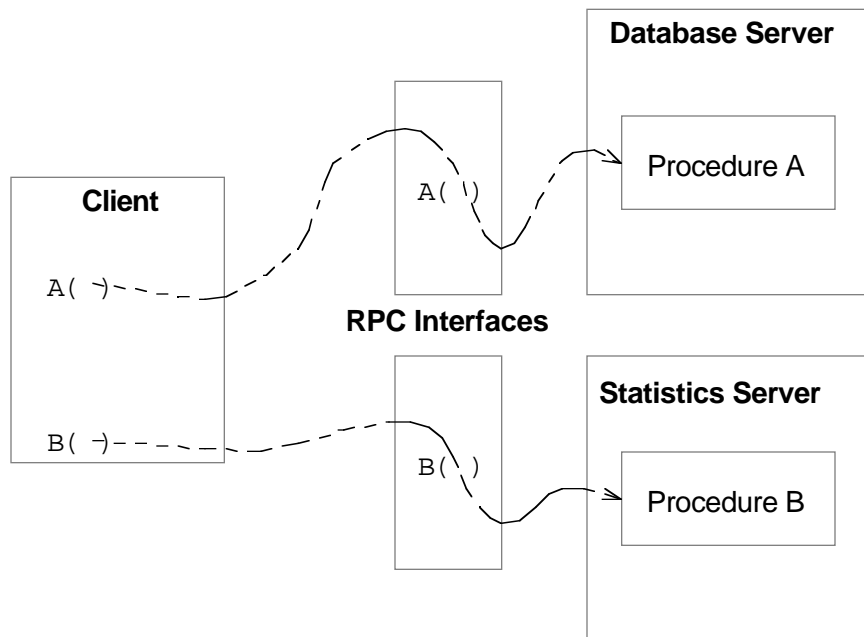 Database Server
Procedure A
A( )
Client
A( )
RPC Interfaces
Statistics Server
B( )
B( )
Procedure B